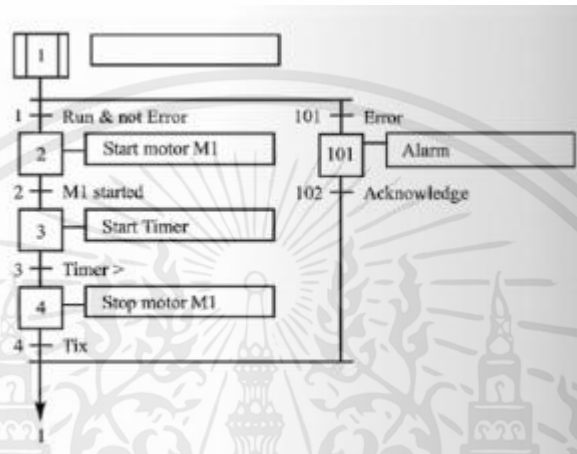 1
1 Run & not Error
101 Error
2 Start motor M1
101 Alarm
2 M1 started
102 Acknowledge
3 Start Timer
3 Timer >
4 Stop motor M1
4 Tix
1